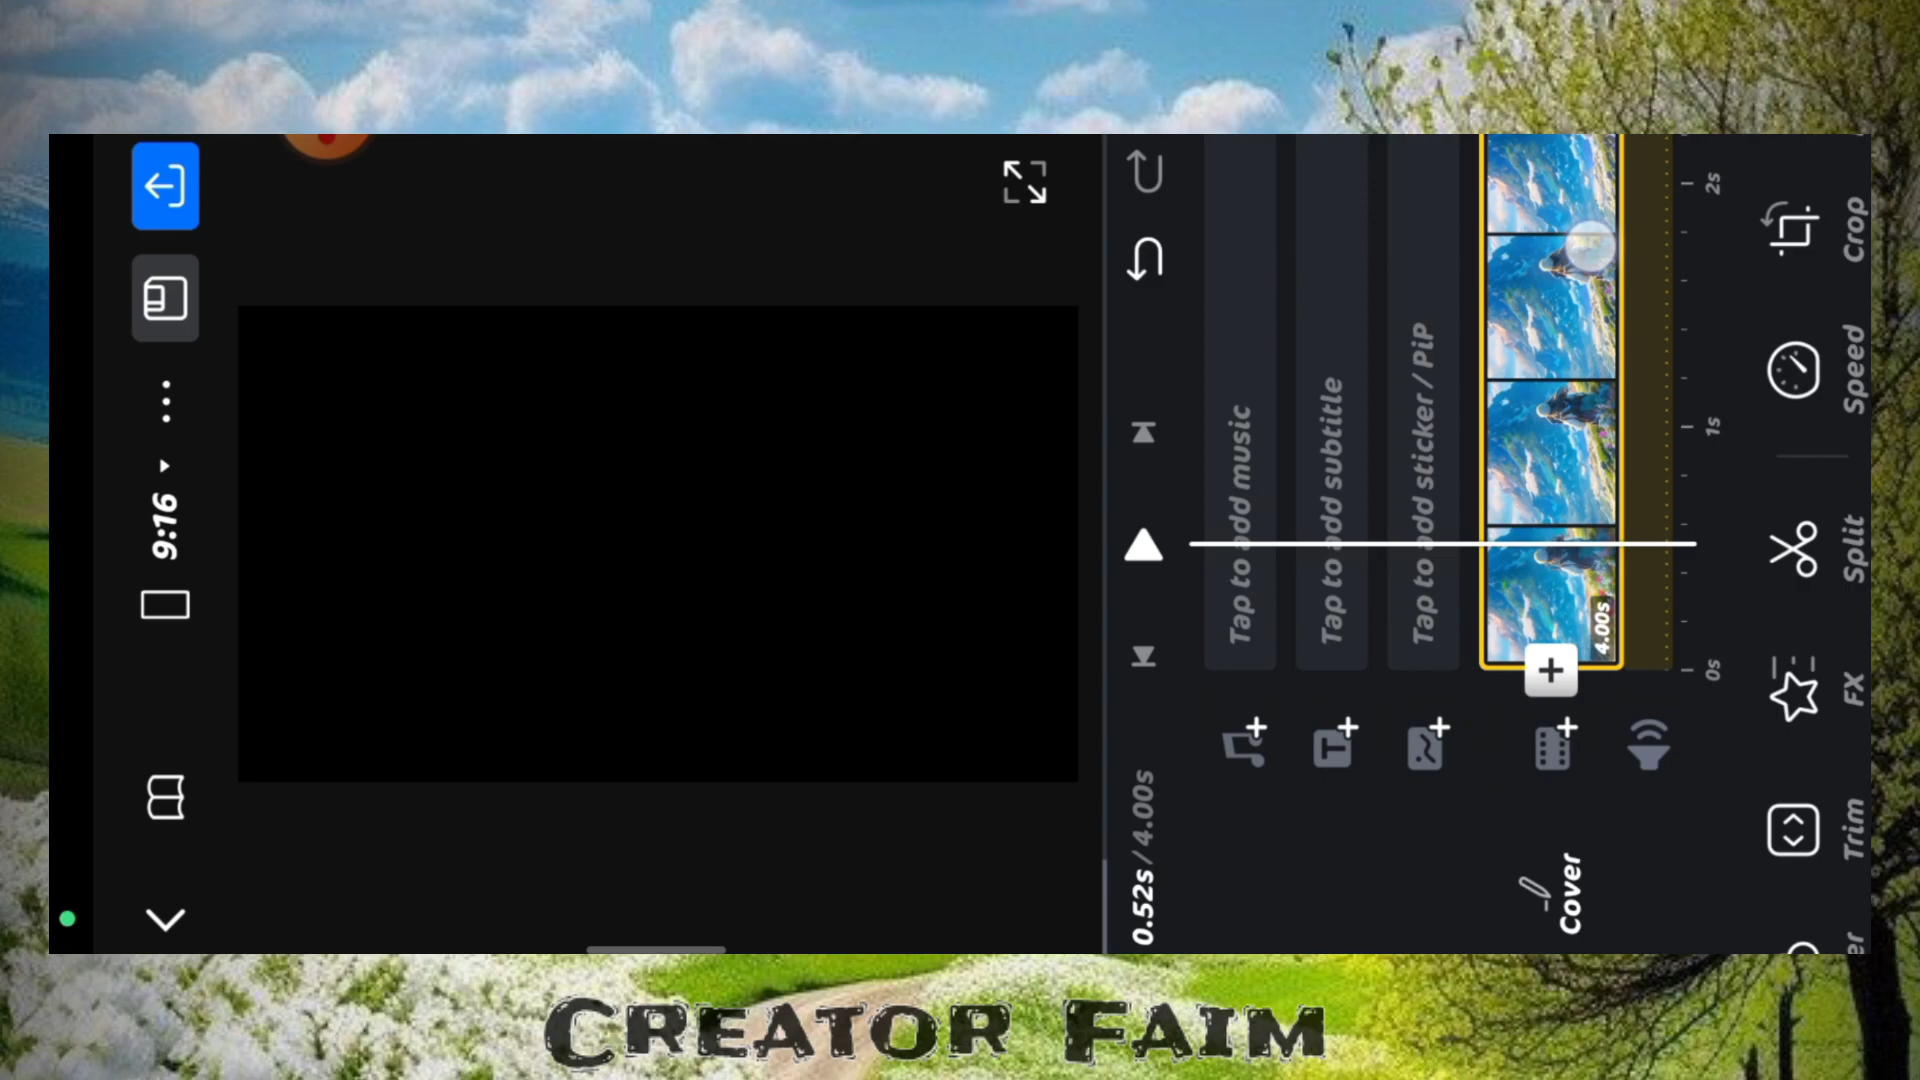 9:16
0.52s / 4.00s
Tap to add music
Tap to add subtitle
Tap to add sticker / PiP
4.00s
Cover
0s
1s
2s
Trim
FX
Split
Speed
Crop
er
CREATOR FAIM